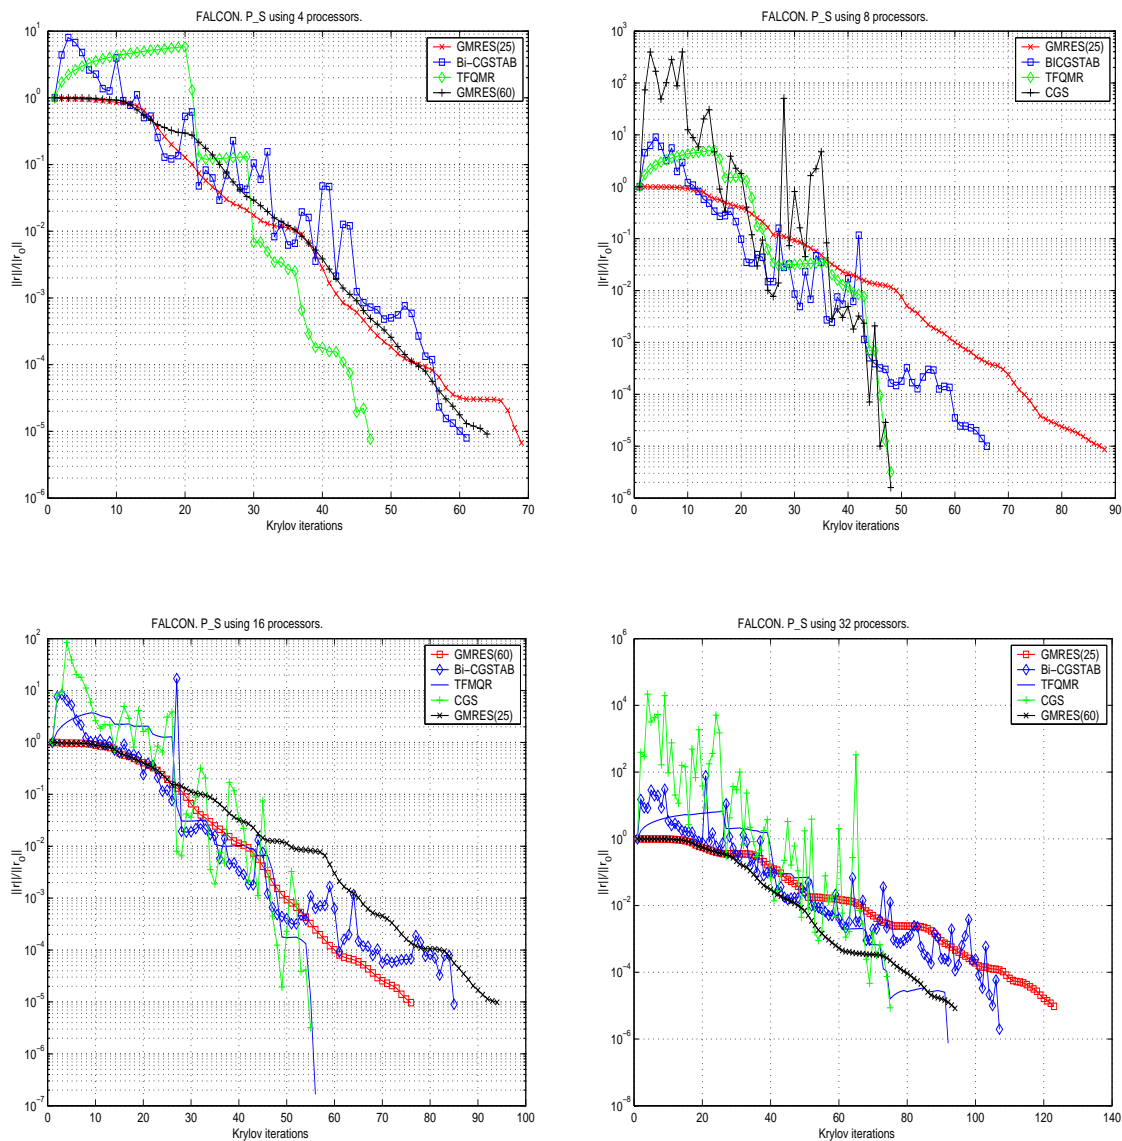 FALCON. P_S using 4 processors.
GMRES(25)
Bi−CGSTAB
TFQMR
GMRES(60)
10^1
10^0
10^−1
10^−2
10^−3
10^−4
10^−5
10^−6
||r||/||r_o||
0 10 20 30 40 50 60 70
Krylov iterations
FALCON. P_S using 8 processors.
GMRES(25)
BICGSTAB
TFQMR
CGS
10^3
10^2
10^1
10^0
10^−1
10^−2
10^−3
10^−4
10^−5
10^−6
||r||/||r_o||
0 10 20 30 40 50 60 70 80 90
Krylov iterations
FALCON. P_S using 16 processors.
GMRES(60)
Bi−CGSTAB
TFMQR
CGS
GMRES(25)
10^2
10^1
10^0
10^−1
10^−2
10^−3
10^−4
10^−5
10^−6
10^−7
||r||/||r_o||
0 10 20 30 40 50 60 70 80 90 100
Krylov iterations
FALCON. P_S using 32 processors.
GMRES(25)
Bi−CGSTAB
TFQMR
CGS
GMRES(60)
10^6
10^4
10^2
10^0
10^−2
10^−4
10^−6
10^−8
||r||/||r_o||
0 20 40 60 80 100 120 140
Krylov iterations